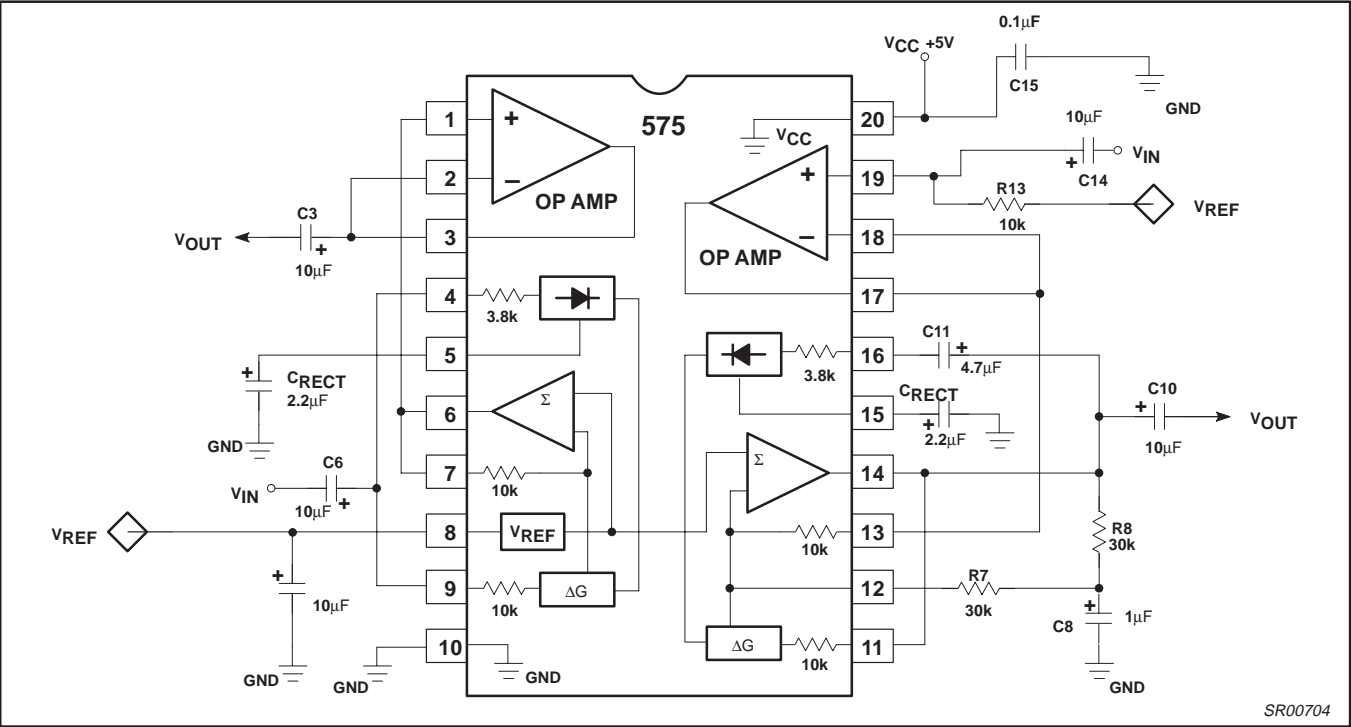 0.1µF
VCC +5V
C15
GND
575
1
+
20
VCC
10µF
VIN
+
C14
2
–
OP AMP
+
19
R13
10k
VREF
C3
VOUT
+
10µF
3
–
18
OP AMP
4
3.8k
17
5
+
CRECT
2.2µF
GND
3.8k
16
C11
+
4.7µF
6
Σ
15
CRECT
+
2.2µF
C10
+
10µF
VOUT
7
10k
Σ
14
C6
VIN
10µF
+
VREF
8
VREF
10k
13
R8
30k
+
10µF
GND
9
10k
ΔG
12
R7
30k
+
C8
1µF
GND
10
GND
GND
ΔG
10k
11
SR00704